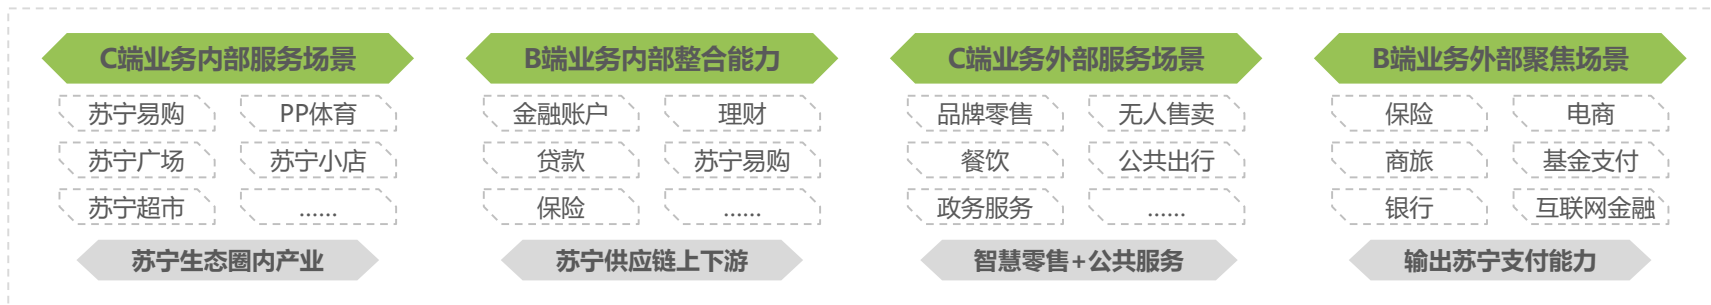 C端业务内部服务场景
苏宁易购
PP体育
苏宁广场
苏宁小店
苏宁超市
……
苏宁生态圈内产业
B端业务内部整合能力
金融账户
理财
贷款
苏宁易购
保险
……
苏宁供应链上下游
C端业务外部服务场景
品牌零售
无人售卖
餐饮
公共出行
政务服务
……
智慧零售+公共服务
B端业务外部聚焦场景
保险
电商
商旅
基金支付
银行
互联网金融
输出苏宁支付能力